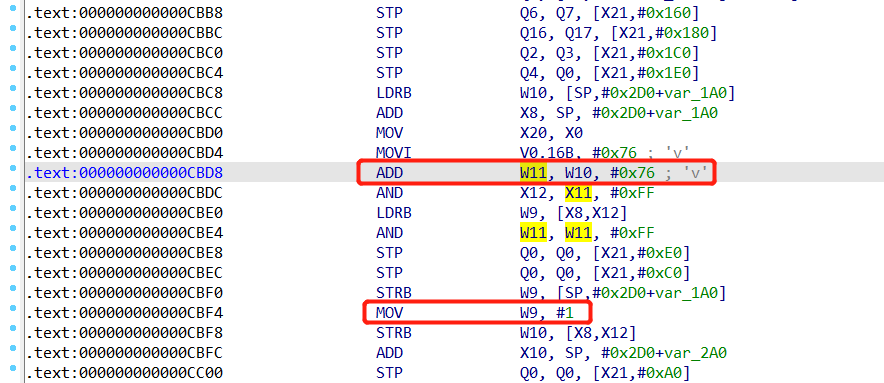 .text:000000000000CBB8 STP Q6, Q7, [X21,#0x160]
.text:000000000000CBBC STP Q16, Q17, [X21,#0x180]
.text:000000000000CBC0 STP Q2, Q3, [X21,#0x1C0]
.text:000000000000CBC4 STP Q4, Q0, [X21,#0x1E0]
.text:000000000000CBC8 LDRB W10, [SP,#0x2D0+var_1A0]
.text:000000000000CBCC ADD X8, SP, #0x2D0+var_1A0
.text:000000000000CBD0 MOV X20, X0
.text:000000000000CBD4 MOVI V0.16B, #0x76 ; 'v'
.text:000000000000CBD8 ADD W11, W10, #0x76 ; 'v'
.text:000000000000CBDC AND X12, X11, #0xFF
.text:000000000000CBE0 LDRB W9, [X8,X12]
.text:000000000000CBE4 AND W11, W11, #0xFF
.text:000000000000CBE8 STP Q0, Q0, [X21,#0xE0]
.text:000000000000CBEC STP Q0, Q0, [X21,#0xC0]
.text:000000000000CBF0 STRB W9, [SP,#0x2D0+var_1A0]
.text:000000000000CBF4 MOV W9, #1
.text:000000000000CBF8 STRB W10, [X8,X12]
.text:000000000000CBFC ADD X10, SP, #0x2D0+var_2A0
.text:000000000000CC00 STP Q0, Q0, [X21,#0xA0]